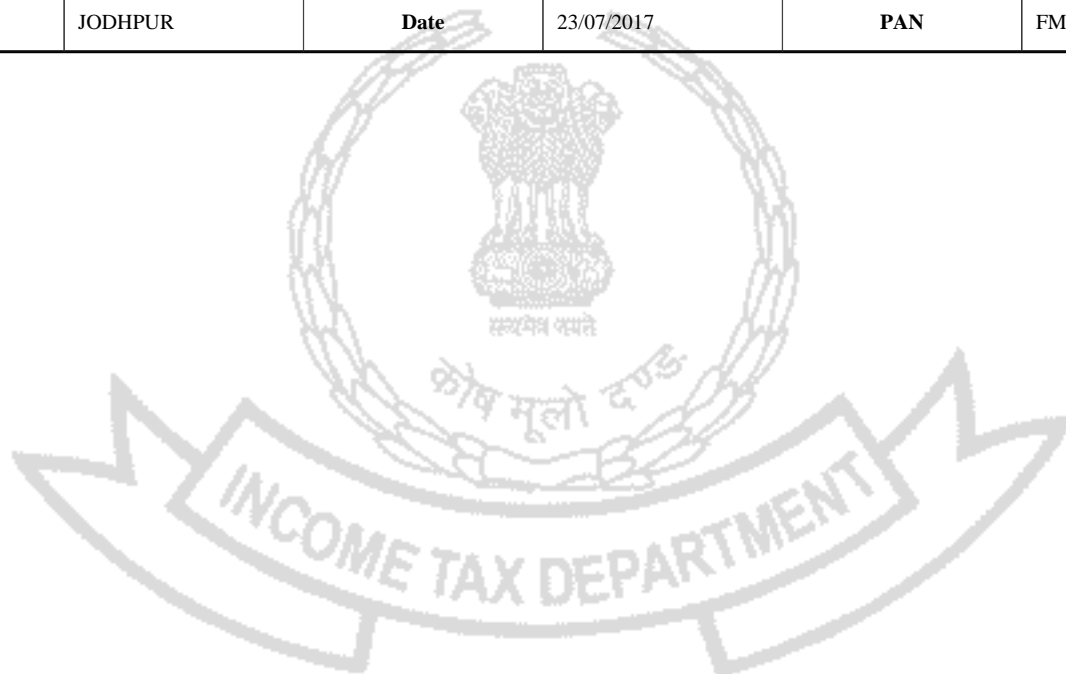 JODHPUR Date 23/07/2017 PAN FM
सत्यमेव जयते
कोष मूलो दण्ड:
INCOME TAX DEPARTMENT